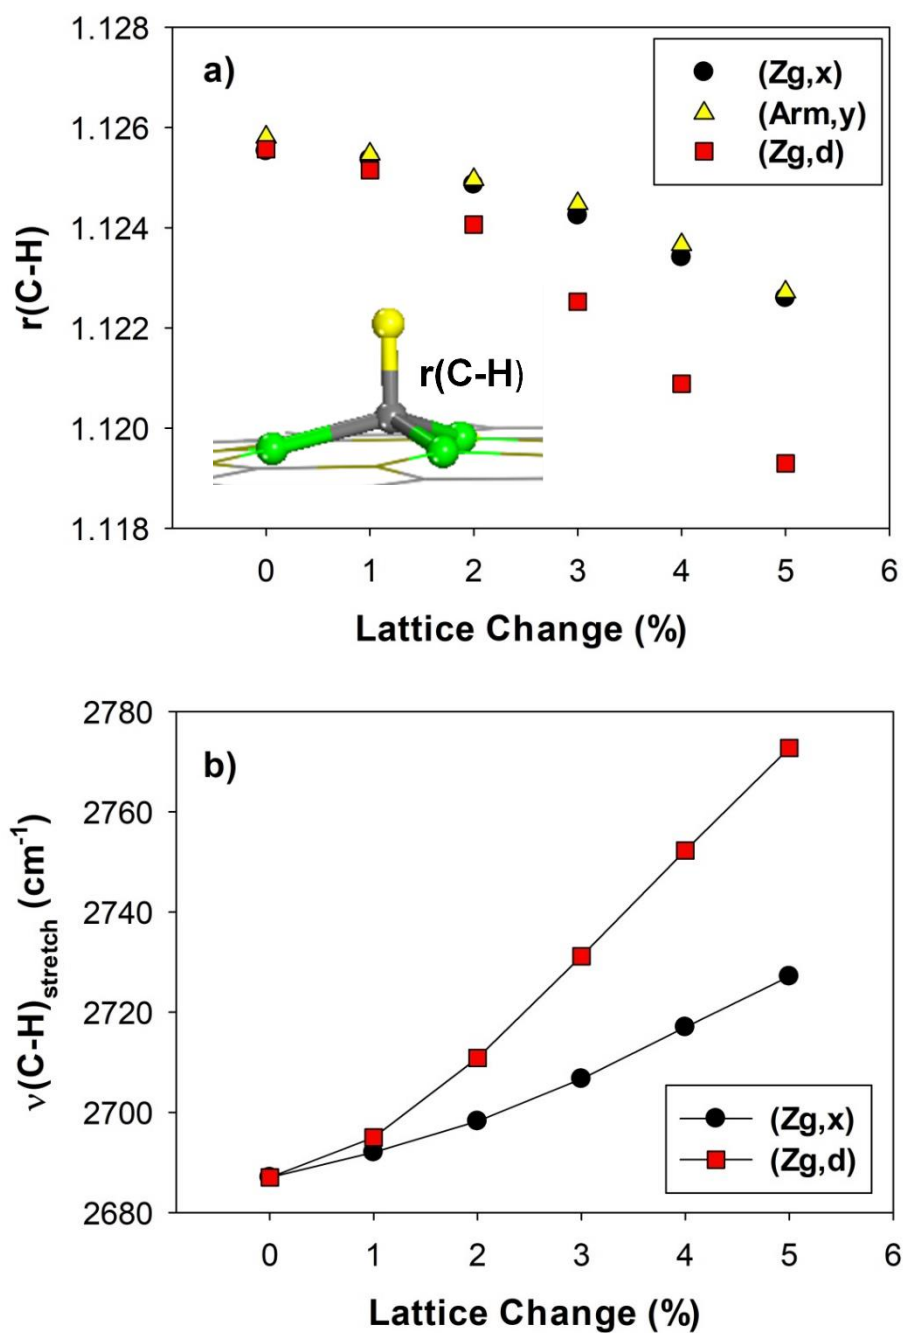 1.128
a)
(Zg,x)
(Arm,y)
(Zg,d)
1.126
1.124
r(C-H)
1.122
r(C-H)
1.120
1.118
0 1 2 3 4 5 6
Lattice Change (%)
2780
b)
2760
2740
ν(C-H)stretch (cm-1)
2720
2700
(Zg,x)
(Zg,d)
2680
0 1 2 3 4 5 6
Lattice Change (%)